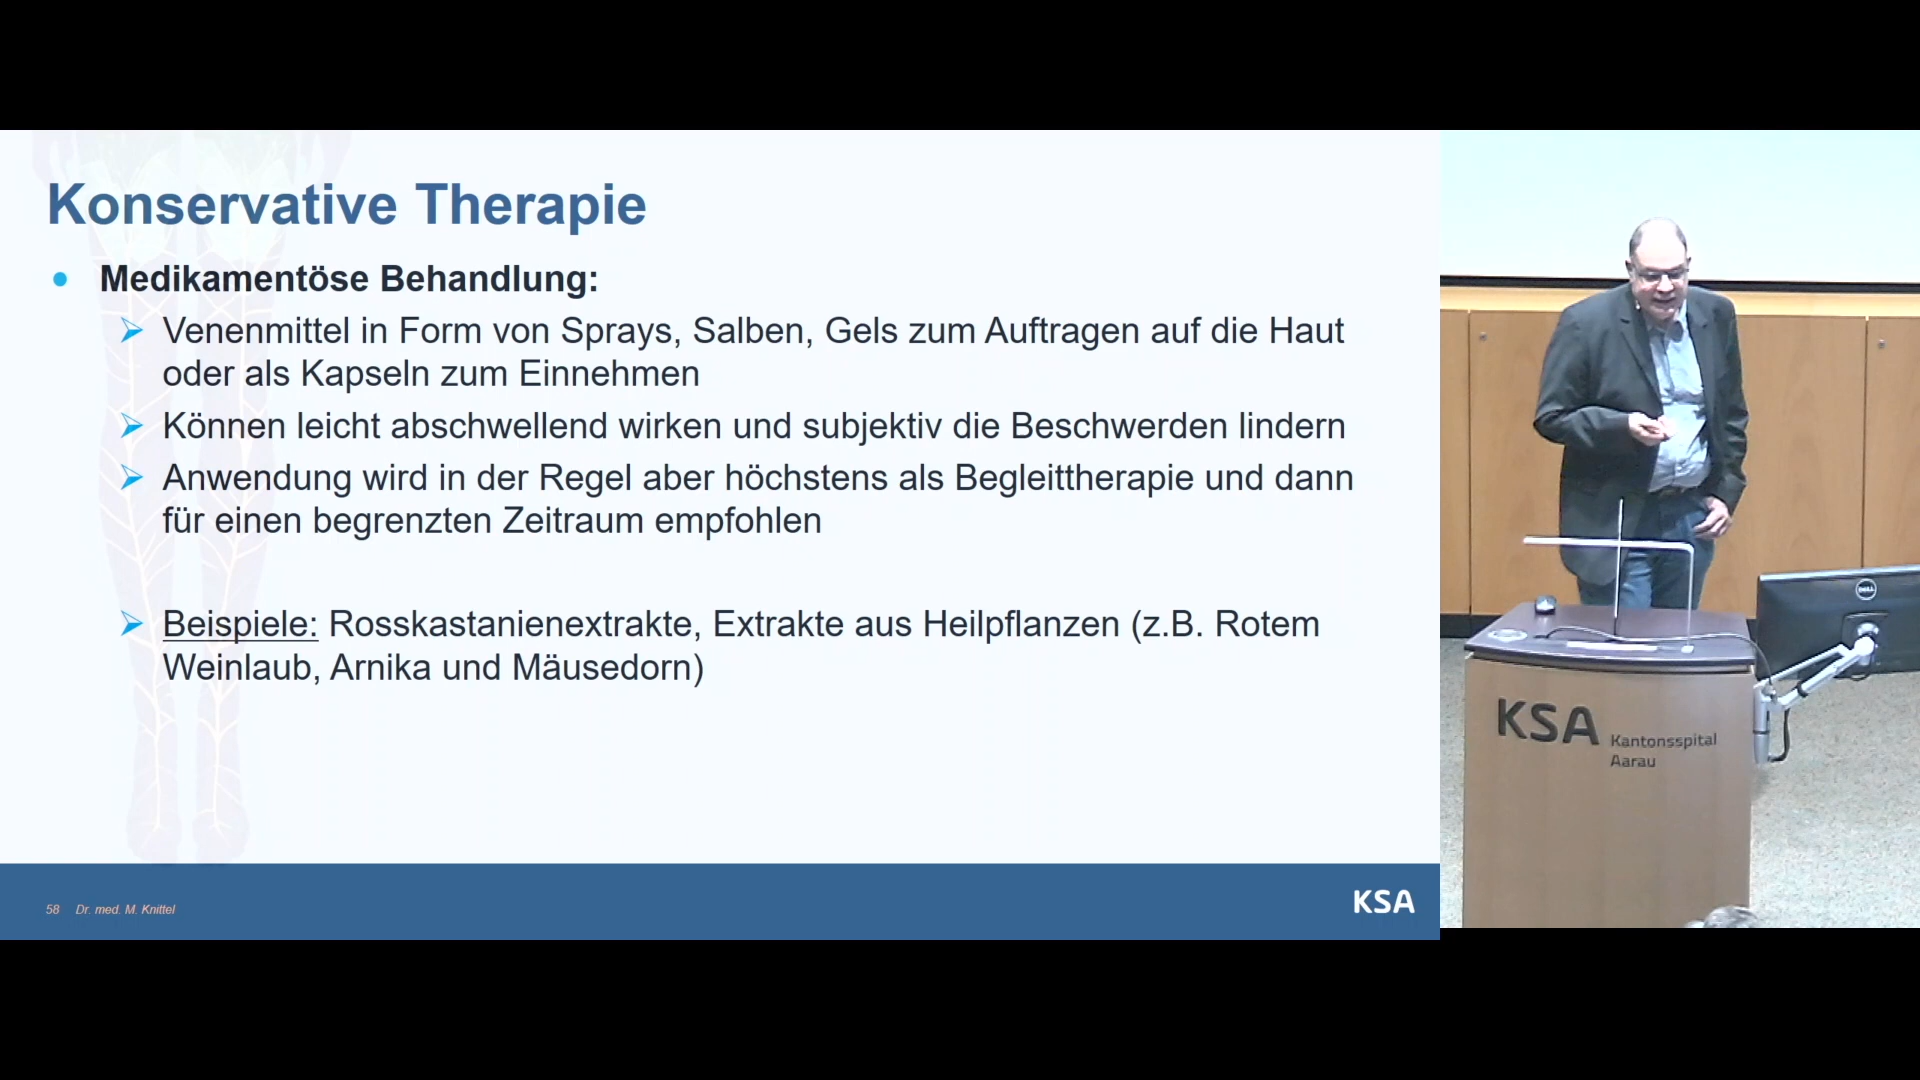 Konservative Therapie
• Medikamentöse Behandlung:
➢ Venenmittel in Form von Sprays, Salben, Gels zum Auftragen auf die Haut
oder als Kapseln zum Einnehmen
➢ Können leicht abschwellend wirken und subjektiv die Beschwerden lindern
➢ Anwendung wird in der Regel aber höchstens als Begleittherapie und dann
für einen begrenzten Zeitraum empfohlen
➢ Beispiele: Rosskastanienextrakte, Extrakte aus Heilpflanzen (z.B. Rotem
Weinlaub, Arnika und Mäusedorn)
58 Dr. med. M. Knittel
KSA
DELL
KSA Kantonsspital
Aarau